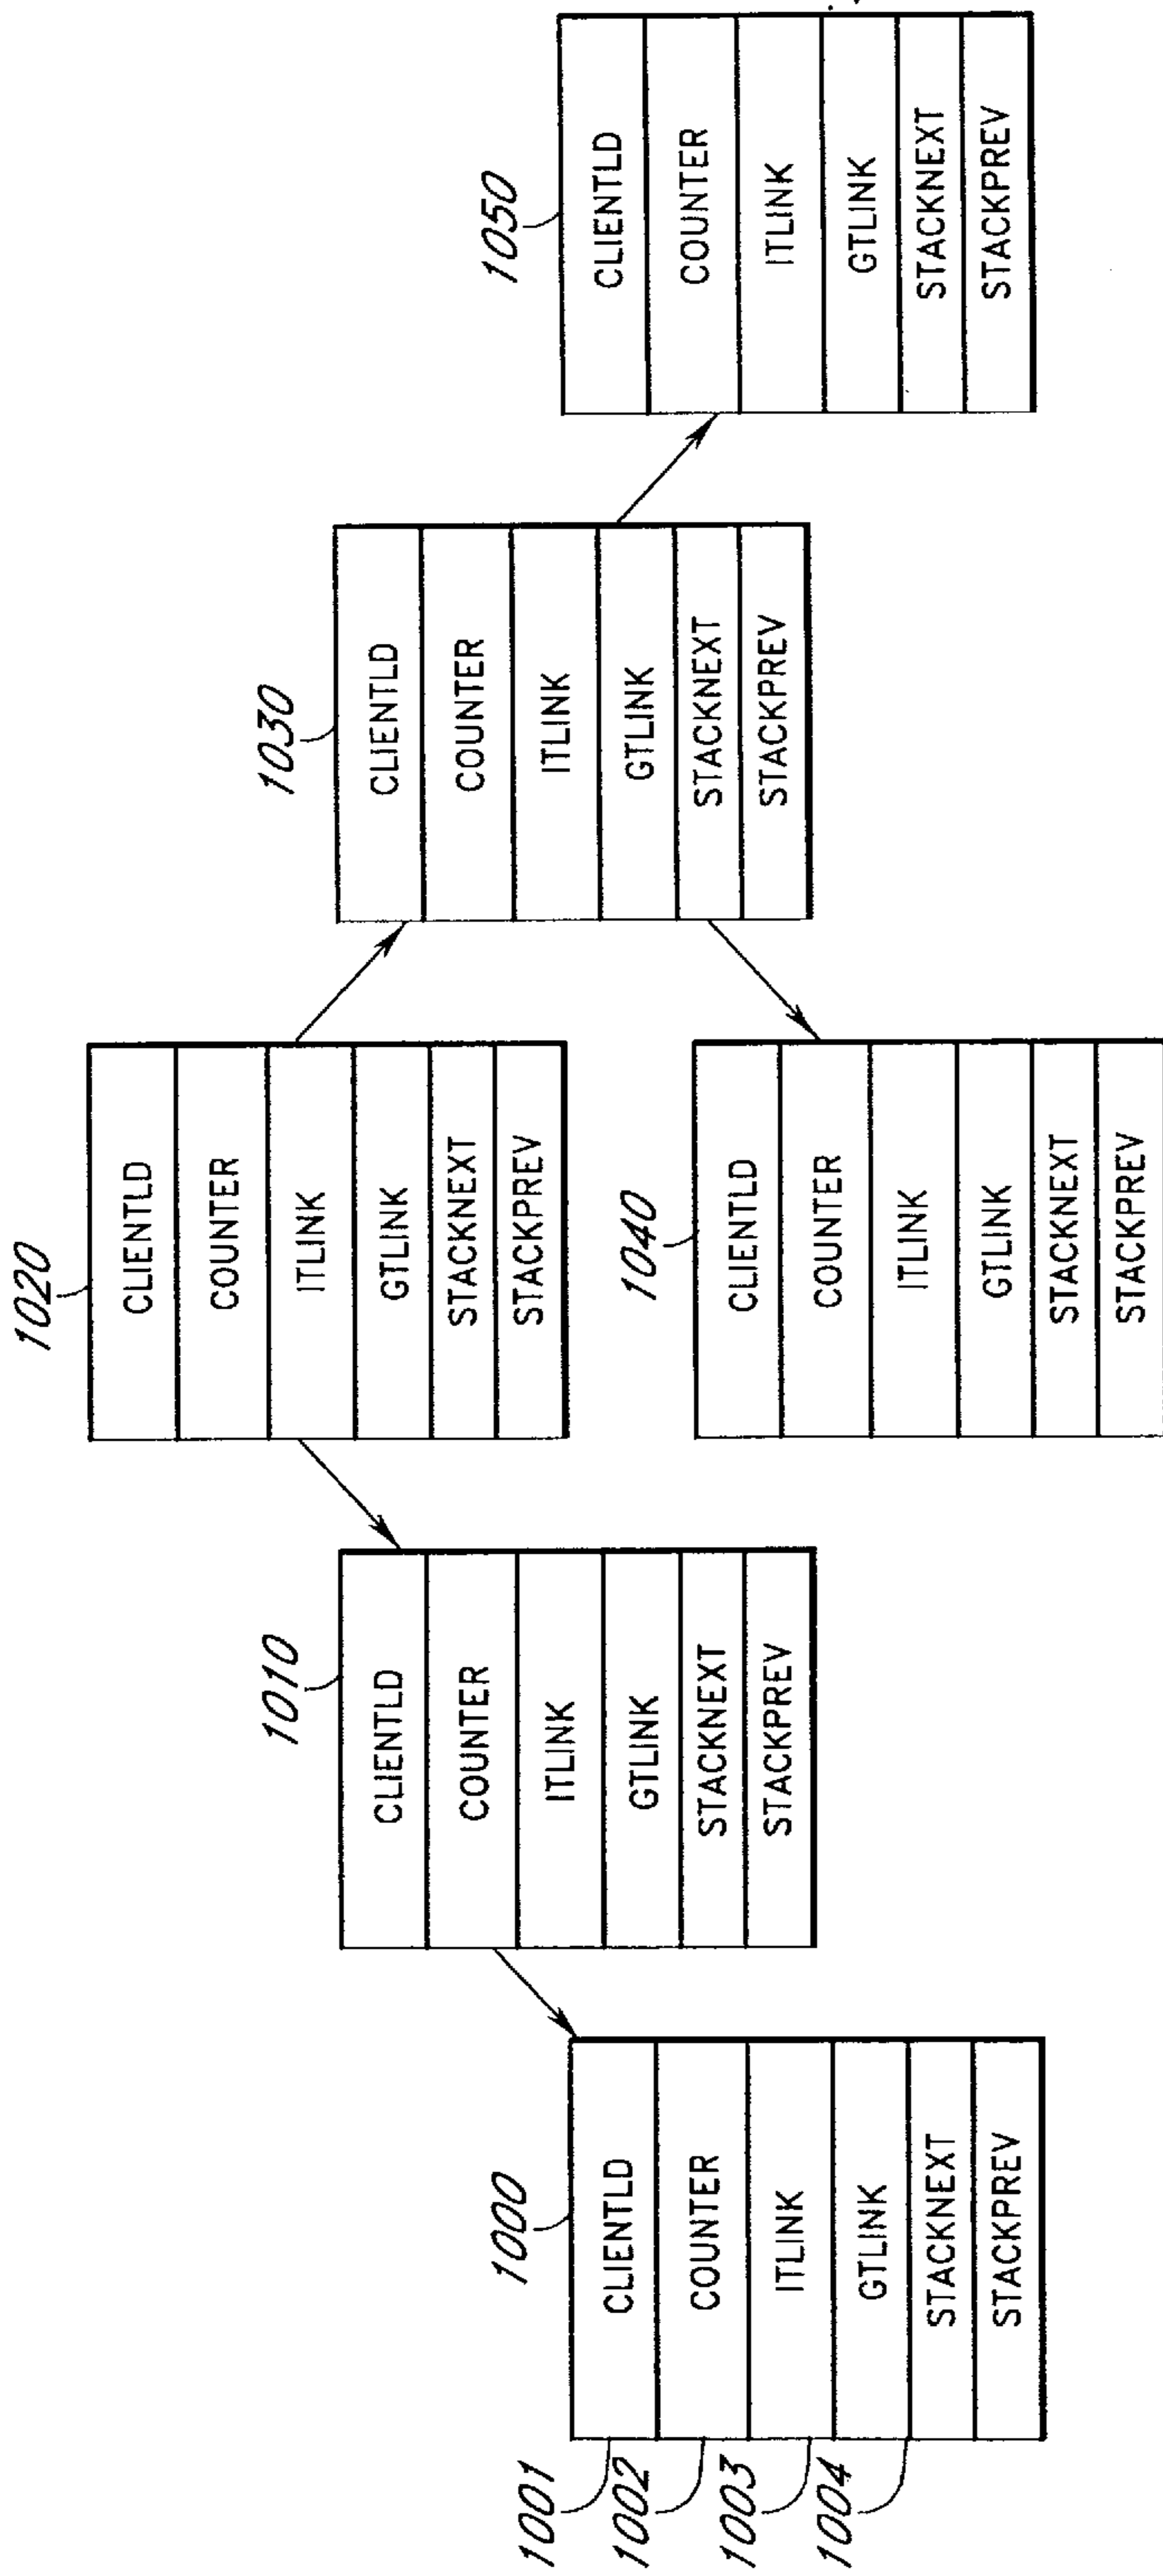 1020
CLIENTLD
COUNTER
ITLINK
GTLINK
STACKNEXT
STACKPREV
1010
CLIENTLD
COUNTER
ITLINK
GTLINK
STACKNEXT
STACKPREV
1030
CLIENTLD
COUNTER
ITLINK
GTLINK
STACKNEXT
STACKPREV
1000
1001
CLIENTLD
1002
COUNTER
1003
ITLINK
1004
GTLINK
STACKNEXT
STACKPREV
1040
CLIENTLD
COUNTER
ITLINK
GTLINK
STACKNEXT
STACKPREV
1050
CLIENTLD
COUNTER
ITLINK
GTLINK
STACKNEXT
STACKPREV